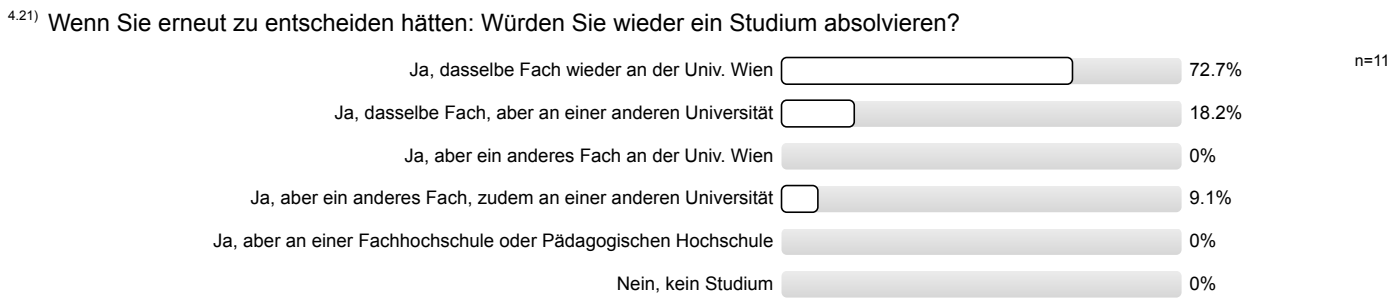 4.21) Wenn Sie erneut zu entscheiden hätten: Würden Sie wieder ein Studium absolvieren?
Ja, dasselbe Fach wieder an der Univ. Wien 72.7% n=11
Ja, dasselbe Fach, aber an einer anderen Universität 18.2%
Ja, aber ein anderes Fach an der Univ. Wien 0%
Ja, aber ein anderes Fach, zudem an einer anderen Universität 9.1%
Ja, aber an einer Fachhochschule oder Pädagogischen Hochschule 0%
Nein, kein Studium 0%